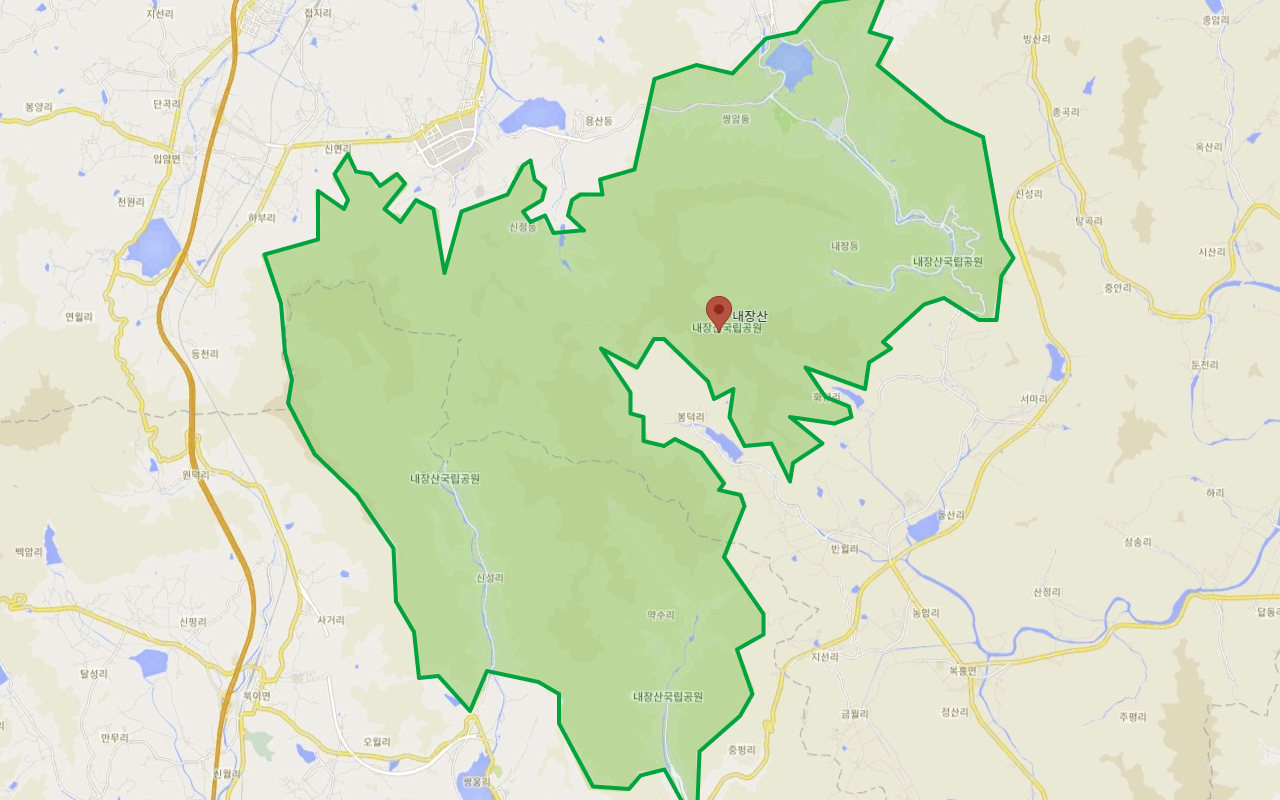 지선리
접지리
종암리
방산리
봉양리
단곡리
용산동
쌍암동
종곡리
신면리
입암면
옥산리
천원리
하부리
신정동
신성리
탕곡리
내장동
시산리
내장산국립공원
중안리
연월리
내장산
내장산국립공원
등천리
둔전리
서마리
봉덕리
원덕리
내장산국립공원
하리
동산리
백암리
반월리
상송리
신성리
산정리
신평리
사거리
약수리
농암리
답동리
달성리
지선리
북흥면
북이면
내장산국립공원
금월리
정산리
주평리
만무리
오월리
중평리
신월리
쌍웅리